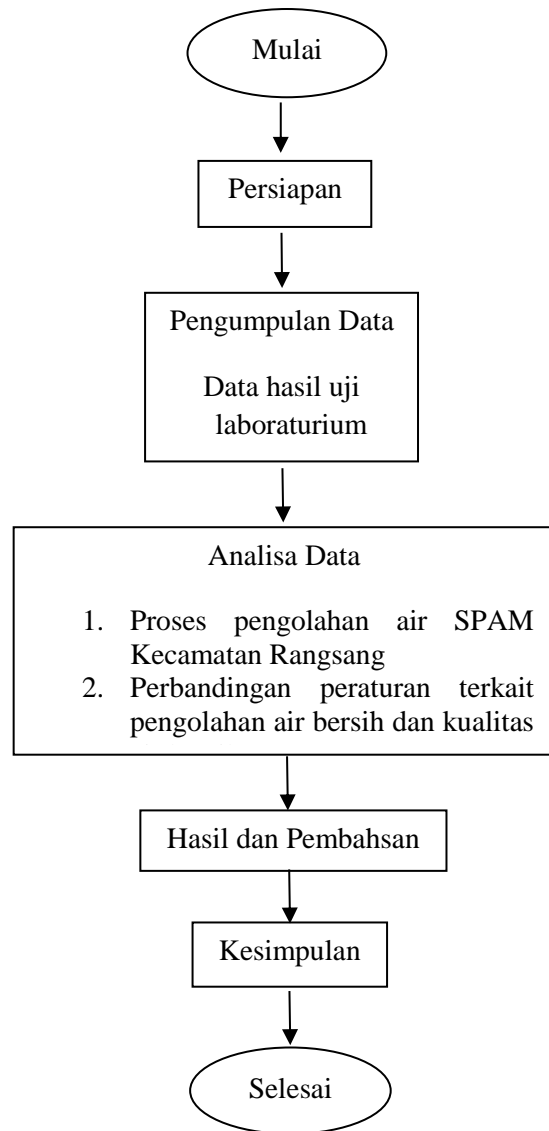 Mulai
Persiapan
Pengumpulan Data
Data hasil uji
laboraturium
Analisa Data
1. Proses pengolahan air SPAM
Kecamatan Rangsang
2. Perbandingan peraturan terkait
pengolahan air bersih dan kualitas
Hasil dan Pembahsan
Kesimpulan
Selesai